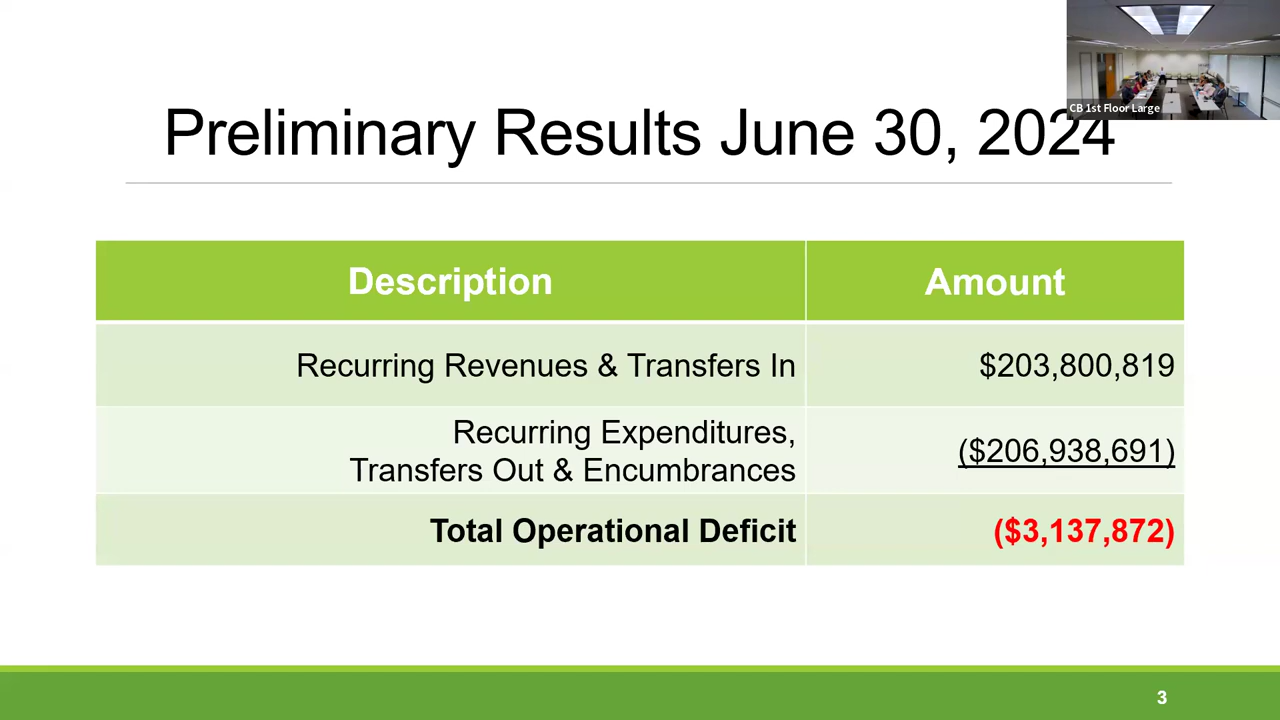 CB 1st Floor Large
Preliminary Results June 30, 2024
Description Amount
Recurring Revenues & Transfers In $203,800,819
Recurring Expenditures,
Transfers Out & Encumbrances ($206,938,691)
Total Operational Deficit ($3,137,872)
3